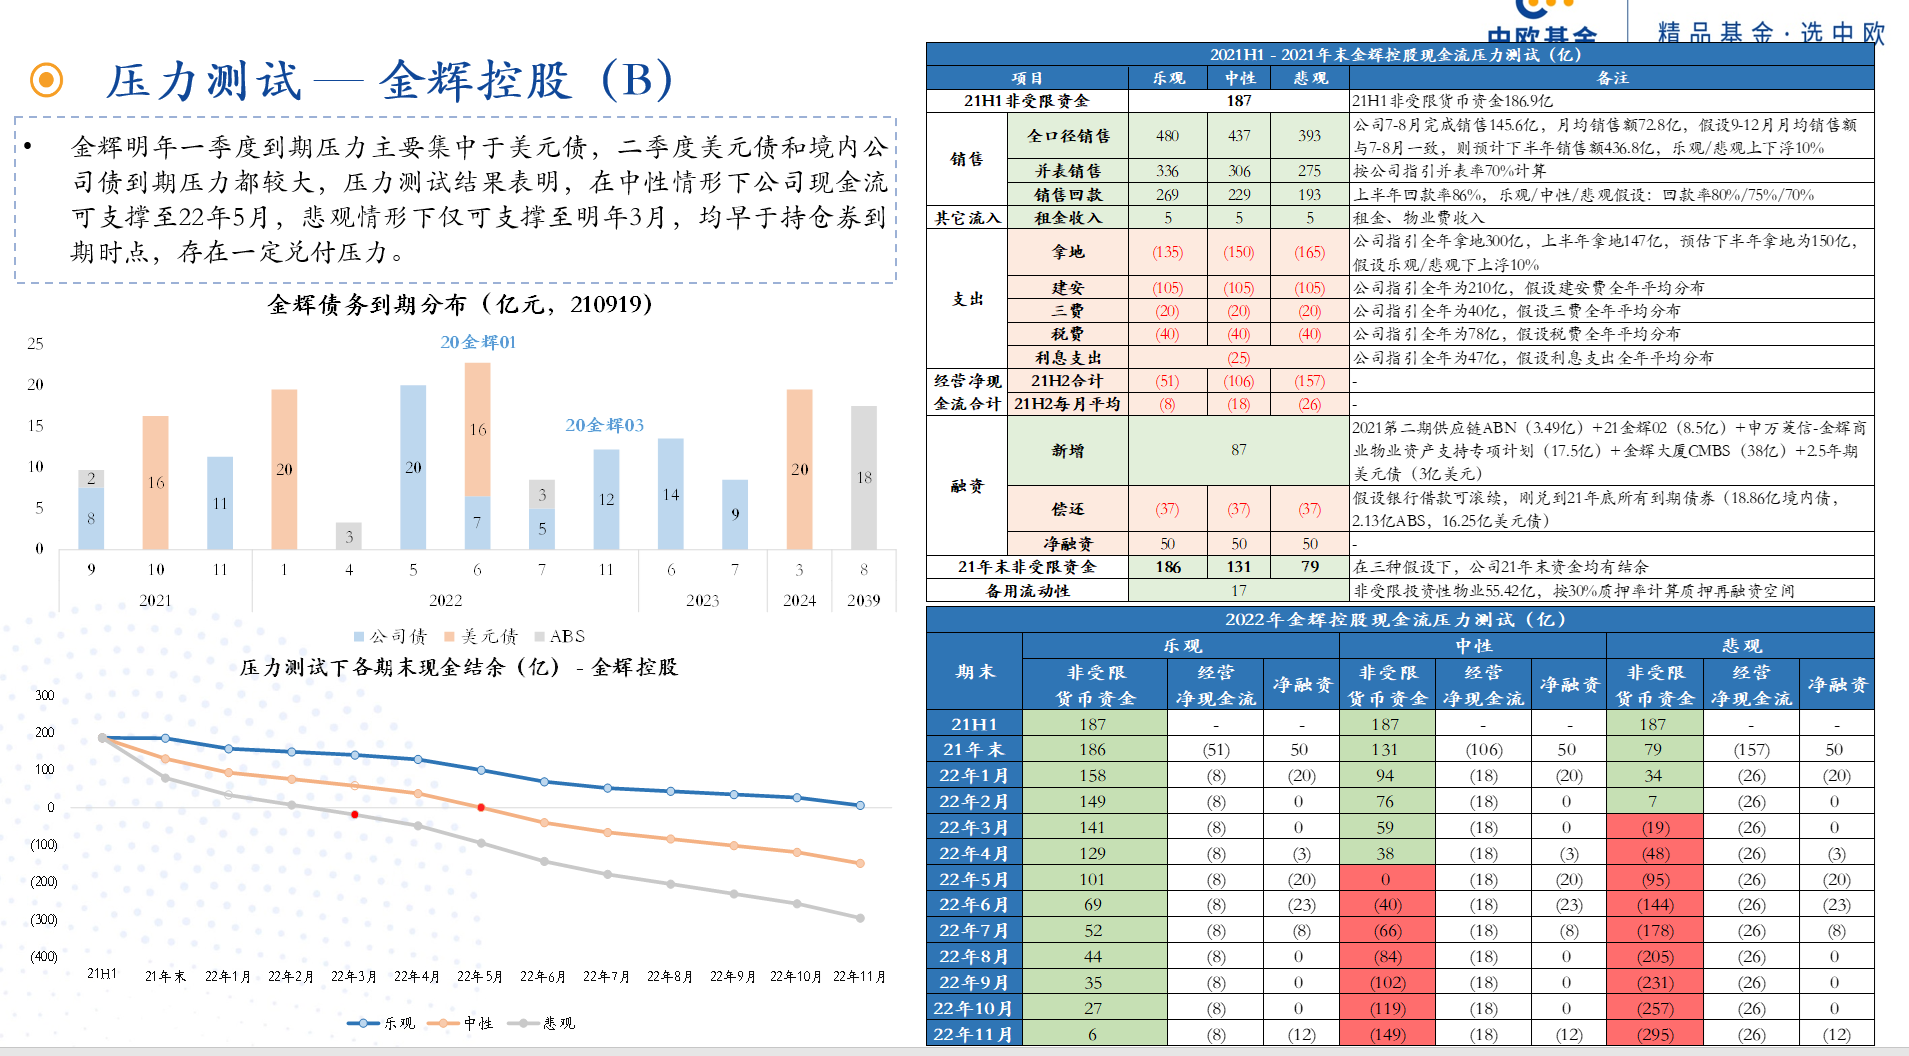 中欧基金
精品基金·选中欧
压力测试 — 金辉控股（B）
• 金辉明年一季度到期压力主要集中于美元债，二季度美元债和境内公
司债到期压力都较大，压力测试结果表明，在中性情形下公司现金流
可支撑至22年5月，悲观情形下仅可支撑至明年3月，均早于持仓券到
期时点，存在一定兑付压力。
金辉债务到期分布（亿元，210919）
20金辉01
20金辉03
25
20
15
10
5
0
2 8
16
11
20
3
20
16 7
3 5
12
14
9
20
18
9 10 11 1 4 5 6 7 11 6 7 3 8
2021 2022 2023 2024 2039
公司债 美元债 ABS
压力测试下各期末现金结余（亿）- 金辉控股
300
200
100
0
(100)
(200)
(300)
(400)
21H1 21年末 22年1月 22年2月 22年3月 22年4月 22年5月 22年6月 22年7月 22年8月 22年9月 22年10月 22年11月
乐观 中性 悲观
2021H1 - 2021年末金辉控股现金流压力测试（亿）
项目 乐观 中性 悲观 备注
21H1非受限资金 187 21H1非受限货币资金186.9亿
销售 全口径销售 480 437 393 公司7-8月完成销售145.6亿，月均销售额72.8亿，假设9-12月月均销售额
与7-8月一致，则预计下半年销售额436.8亿，乐观/悲观上下浮10%
并表销售 336 306 275 按公司指引并表率70%计算
销售回款 269 229 193 上半年回款率86%，乐观/中性/悲观假设：回款率80%/75%/70%
其它流入 租金收入 5 5 5 租金、物业费收入
支出 拿地 (135) (150) (165) 公司指引全年拿地300亿，上半年拿地147亿，预估下半年拿地为150亿，
假设乐观/悲观下上浮10%
建安 (105) (105) (105) 公司指引全年为210亿，假设建安费全年平均分布
三费 (20) (20) (20) 公司指引全年为40亿，假设三费全年平均分布
税费 (40) (40) (40) 公司指引全年为78亿，假设税费全年平均分布
利息支出 (25) 公司指引全年为47亿，假设利息支出全年平均分布
经营净现
金流合计
21H2合计 (51) (106) (157) -
21H2每月平均 (8) (18) (26) -
融资 新增 87 2021第二期供应链ABN（3.49亿）+21金辉02（8.5亿）+申万菱信-金辉商
业物业资产支持专项计划（17.5亿）+金辉大厦CMBS（38亿）+2.5年期
美元债（3亿美元）
偿还 (37) (37) (37) 假设银行借款可滚续，刚兑到21年底所有到期债券（18.86亿境内债，
2.13亿ABS，16.25亿美元债）
净融资 50 50 50 -
21年末非受限资金 186 131 79 在三种假设下，公司21年末资金均有结余
备用流动性 17 非受限投资性物业55.42亿，按30%质押率计算质押再融资空间
2022年金辉控股现金流压力测试（亿）
期末 乐观 中性 悲观
非受限
货币资金 经营
净现金流 净融资 非受限
货币资金 经营
净现金流 净融资 非受限
货币资金 经营
净现金流 净融资
21H1 187 - - 187 - - 187 - -
21年末 186 (51) 50 131 (106) 50 79 (157) 50
22年1月 158 (8) (20) 94 (18) (20) 34 (26) (20)
22年2月 149 (8) 0 76 (18) 0 7 (26) 0
22年3月 141 (8) 0 59 (18) 0 (19) (26) 0
22年4月 129 (8) (3) 38 (18) (3) (48) (26) (3)
22年5月 101 (8) (20) 0 (18) (20) (95) (26) (20)
22年6月 69 (8) (23) (40) (18) (23) (144) (26) (23)
22年7月 52 (8) (8) (66) (18) (8) (178) (26) (8)
22年8月 44 (8) 0 (84) (18) 0 (205) (26) 0
22年9月 35 (8) 0 (102) (18) 0 (231) (26) 0
22年10月 27 (8) 0 (119) (18) 0 (257) (26) 0
22年11月 6 (8) (12) (149) (18) (12) (295) (26) (12)